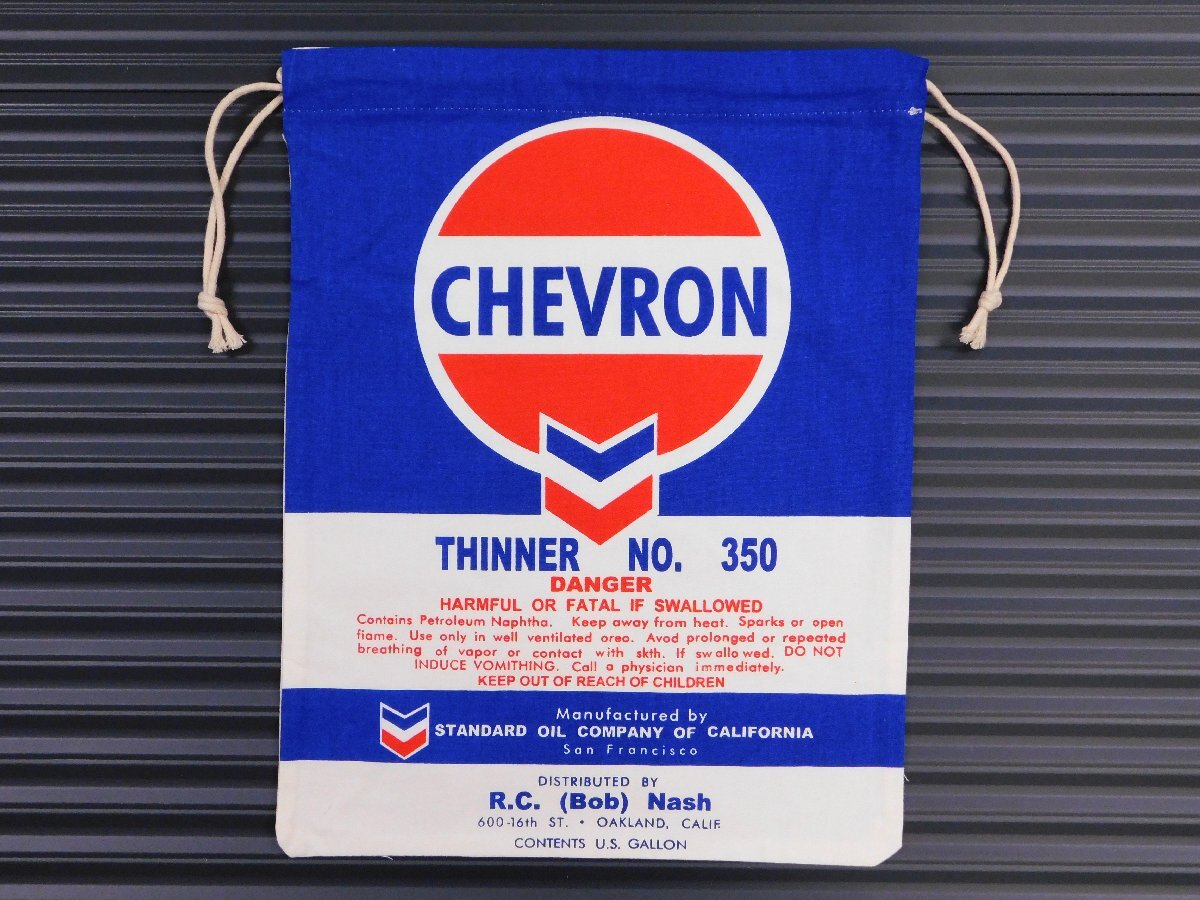 CHEVRON
THINNER NO. 350
DANGER
HARMFUL OR FATAL IF SWALLOWED
Contains Petroleum Naphtha. Keep away from heat. Sparks or open
fiame. Use only in well ventilated oreo. Avod prolonged or repeated
breathing of vapor or contact with skth. If swallowed. DO NOT
INDUCE VOMITHING. Call a physician immediately.
KEEP OUT OF REACH OF CHILDREN
Manufactured by
STANDARD OIL COMPANY OF CALIFORNIA
San Francisco
DISTRIBUTED BY
R.C. (Bob) Nash
600-16th ST. • OAKLAND, CALIF.
CONTENTS U.S. GALLON